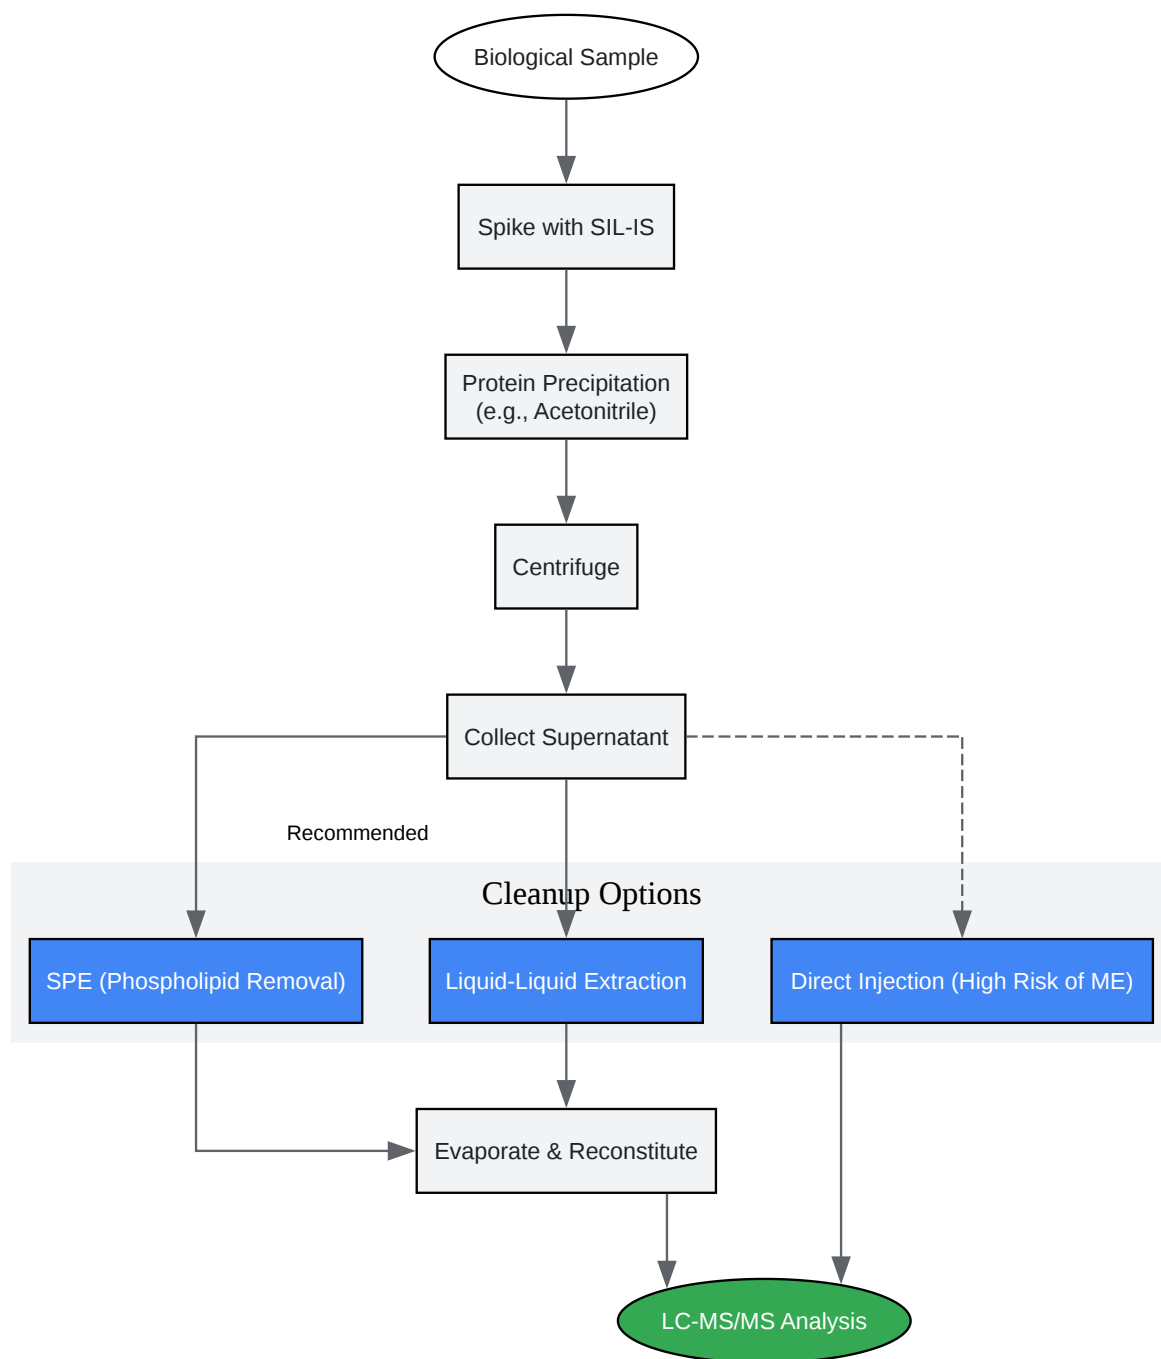 Biological Sample
Spike with SIL-IS
Protein Precipitation
(e.g., Acetonitrile)
Centrifuge
Collect Supernatant
Recommended
Cleanup Options
SPE (Phospholipid Removal)
Liquid-Liquid Extraction
Direct Injection (High Risk of ME)
Evaporate & Reconstitute
LC-MS/MS Analysis